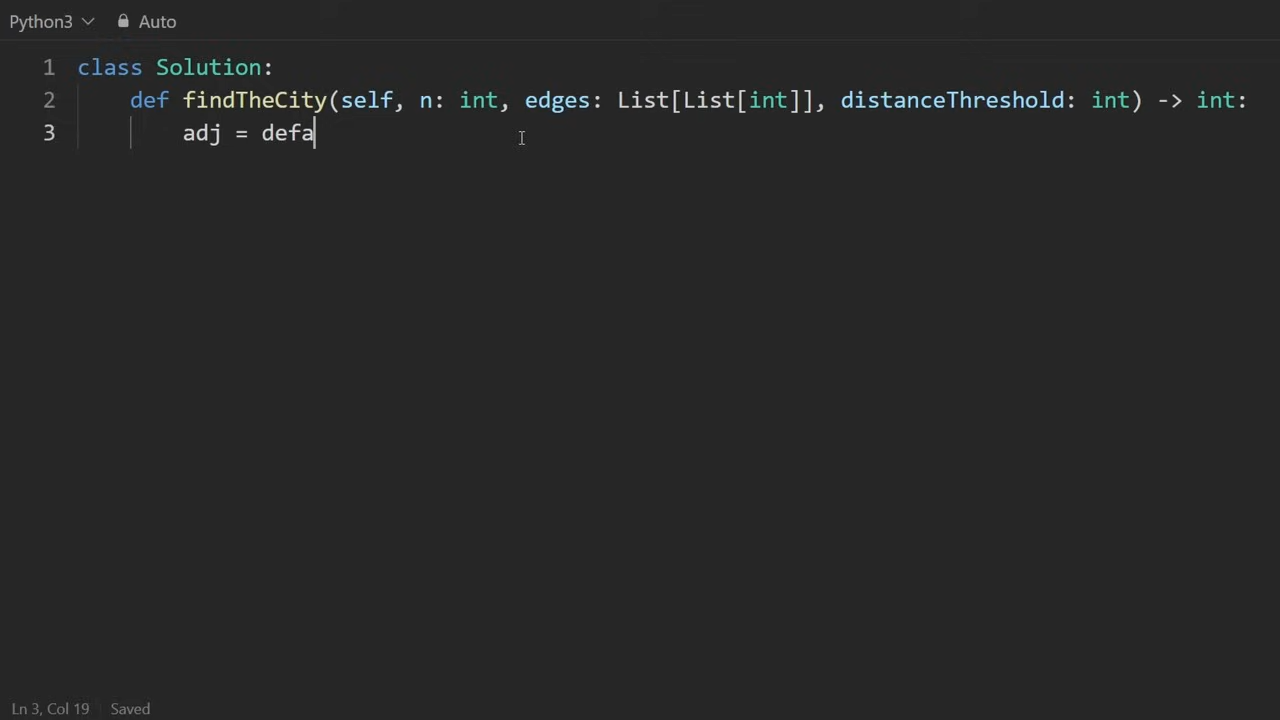 Python3 Auto
1 class Solution:
2 def findTheCity(self, n: int, edges: List[List[int]], distanceThreshold: int) -> int:
3 adj = defa
Ln 3, Col 19 Saved